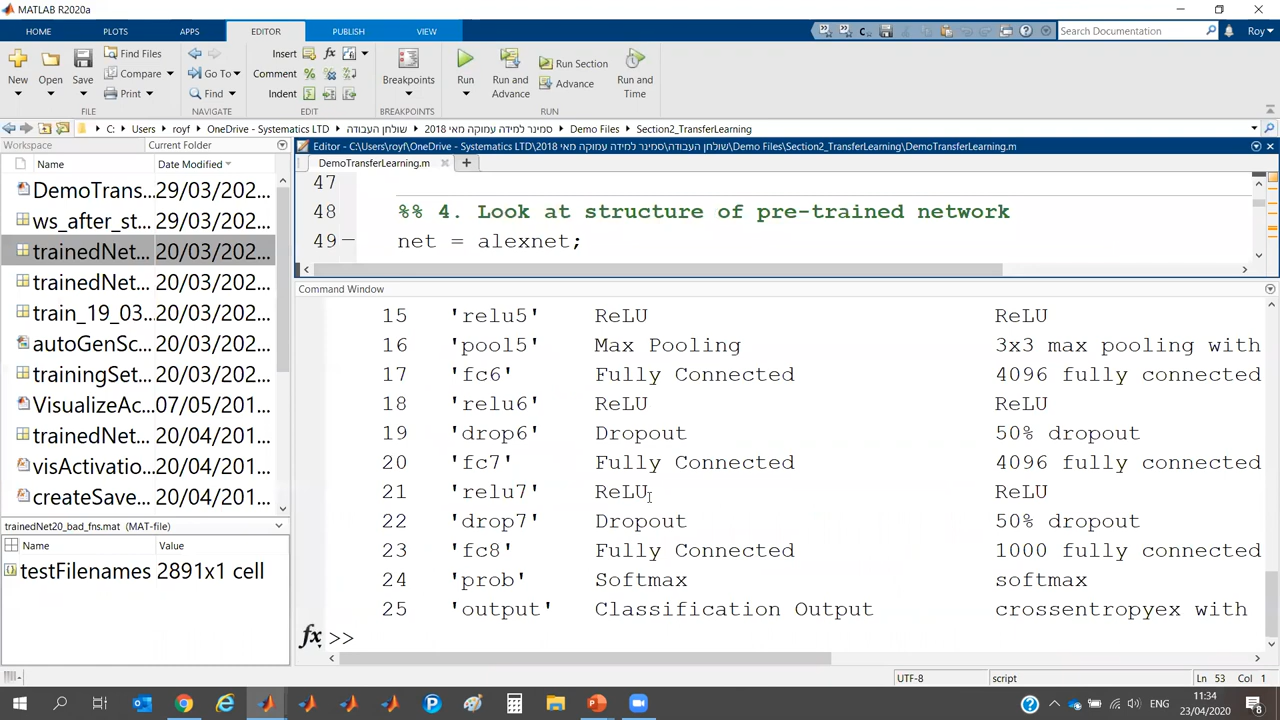 MATLAB R2020a
HOME PLOTS APPS EDITOR PUBLISH VIEW
Search Documentation
Roy
New Open Save
Find Files
Compare
Print
FILE
Go To
Find
NAVIGATE
Insert fx
Comment % %
Indent
EDIT
Breakpoints
BREAKPOINTS
Run
Run and Advance
Run Section
Advance
Run and Time
RUN
C: Users royf OneDrive - Systematics LTD שולחן העבודה סמינר למידה עמוקה מאי 2018 Demo Files Section2_TransferLearning
Workspace Current Folder
Name Date Modified
DemoTrans... 29/03/202...
ws_after_st... 29/03/202...
trainedNet... 20/03/202...
trainedNet... 20/03/202...
train_19_03... 20/03/202...
autoGenSc... 20/03/202...
trainingSet... 20/03/202...
VisualizeAc... 07/05/201...
trainedNet... 20/04/201...
visActivatio... 20/04/201...
createSave... 20/04/201...
trainedNet20_bad_fns.mat (MAT-file)
Name Value
testFilenames 2891x1 cell
Editor - C:\Users\royf\OneDrive - Systematics LTD\שולחן העבודה\סמינר למידה עמוקה מאי 2018\Demo Files\Section2_TransferLearning\DemoTransferLearning.m
DemoTransferLearning.m
47
48 %% 4. Look at structure of pre-trained network
49 net = alexnet;
Command Window
15 'relu5' ReLU ReLU
16 'pool5' Max Pooling 3x3 max pooling with
17 'fc6' Fully Connected 4096 fully connected
18 'relu6' ReLU ReLU
19 'drop6' Dropout 50% dropout
20 'fc7' Fully Connected 4096 fully connected
21 'relu7' ReLU ReLU
22 'drop7' Dropout 50% dropout
23 'fc8' Fully Connected 1000 fully connected
24 'prob' Softmax softmax
25 'output' Classification Output crossentropyex with
fx >>
UTF-8 script Ln 53 Col 1
ENG
11:34
23/04/2020
8